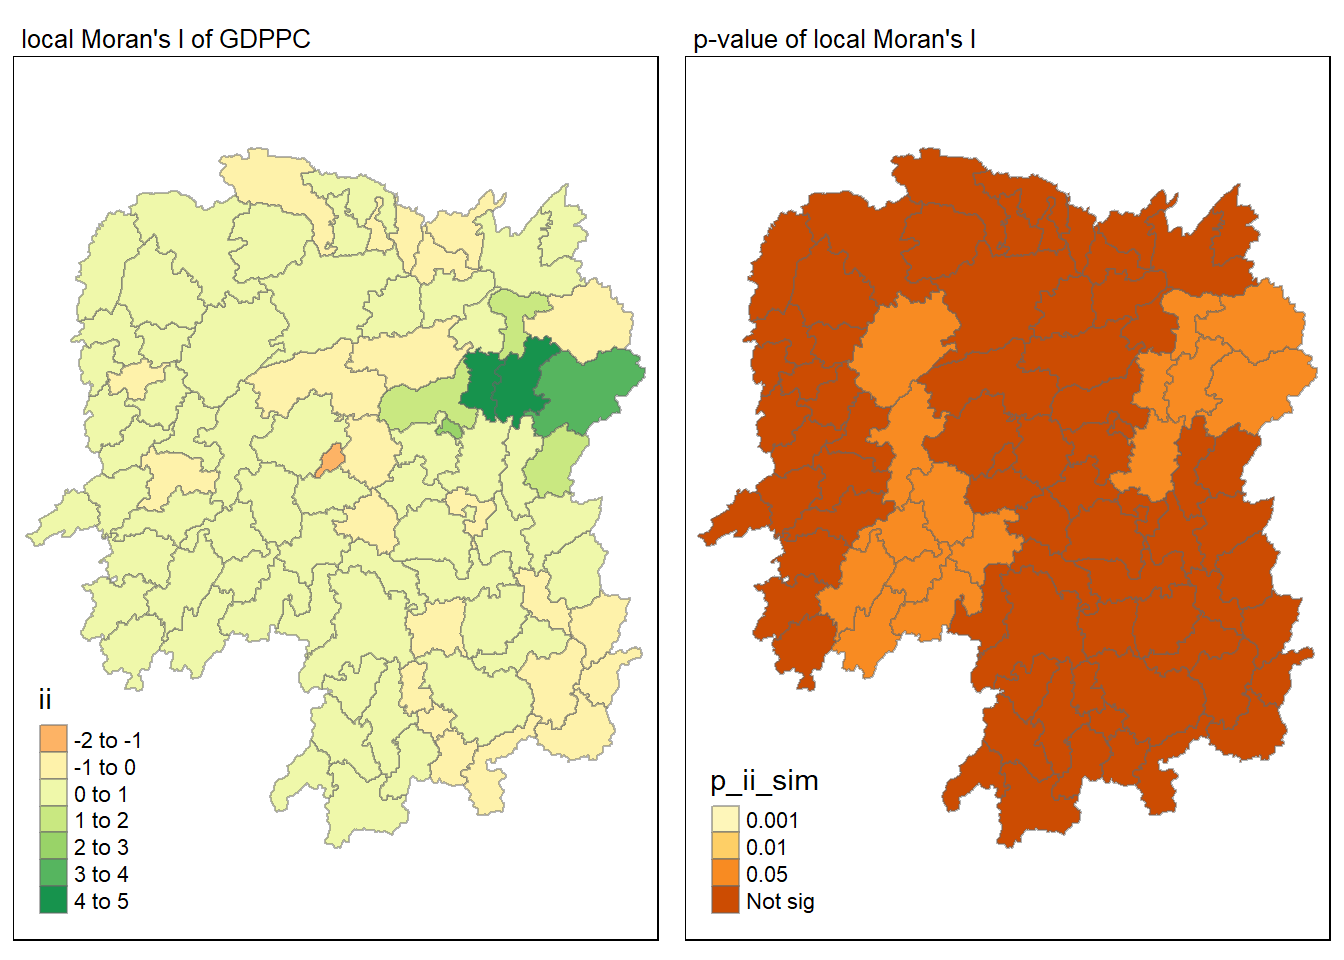 local Moran's I of GDPPC
ii
-2 to -1
-1 to 0
0 to 1
1 to 2
2 to 3
3 to 4
4 to 5
p-value of local Moran's I
p_ii_sim
0.001
0.01
0.05
Not sig